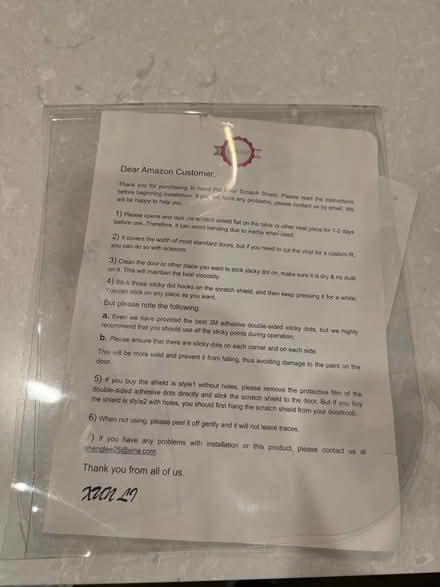 Dear Amazon Customer,
Thank you for purchasing Scratch Shield. Please read the instructions
before beginning installation. If you have any problems, please contact us by email. We
will be happy to help you.
1) Please opens and lays scratch shield flat on the table or other neat place for 1-2 days
before use. Therefore, it can avoid bending due to inertia when used.
2) It covers the width of most standard doors, but if you need to cut the vinyl for a custom fit,
you can do so with scissors.
3) Clean the door or other place you want to stick sticky dot on, make sure it is dry & no dust
on it. This will maintain the best viscosity.
4) Stick those sticky dot hooks on the scratch shield, and then keep pressing it for a while.
You can stick on any place as you want.
But please note the following:
a. Even we have provided the best 3M adhesive double-sided sticky dots, but we highly
recommend that you should use all the sticky points during operation.
b. Please ensure that there are sticky dots on each corner and on each side.
This will be more solid and prevent it from falling, thus avoiding damage to the paint on the
door.
5) If you buy the shield is style1 without holes, please remove the protective film of the
double-sided adhesive dots directly and stick the scratch shield to the door. But if you buy
the shield is style2 with holes, you should first hang the scratch shield from your doorknob.
6) When not using, please peel it off gently and it will not leave traces.
7) If you have any problems with installation or this product, please contact us at
Thank you from all of us.
XUN LI